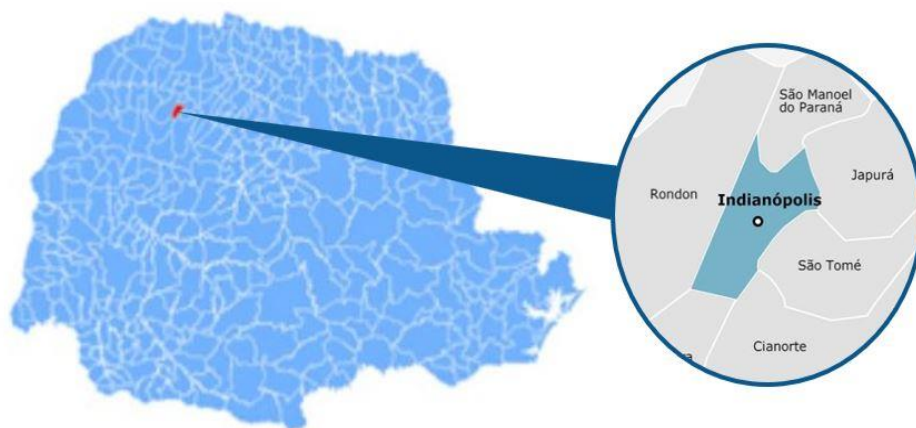 São Manoel
do Paraná
Rondon
Japurá
Indianópolis
São Tomé
Cianorte